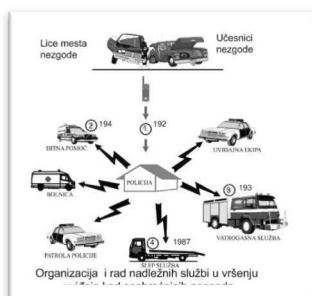 Lice mesta
nezgode
Učesnici
nezgode
1 192
2 194
HITNA POMOĆ
UVIĐAJNA EKIPA
POLICIJA
BOLNICA
3 193
VATROGASNA SLUŽBA
PATROLA POLICIJE
4 1987
ŠLEP SLUŽBA
Organizacija i rad nadležnih službi u vršenju